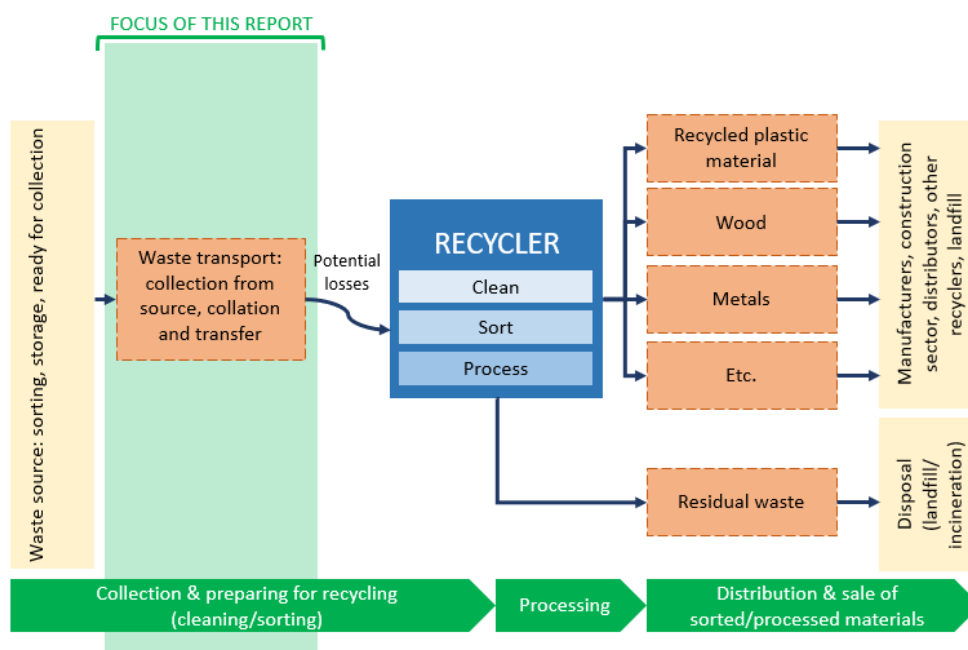 FOCUS OF THIS REPORT
Waste source: sorting, storage, ready for collection
Waste transport:
collection from
source, collation
and transfer
Potential
losses
RECYCLER
Clean
Sort
Process
Recycled plastic
material
Wood
Metals
Etc.
Residual waste
Manufacturers, construction
sector, distributors, other
recyclers, landfill
Disposal
(landfill/
incineration)
Collection & preparing for recycling
(cleaning/sorting)
Processing
Distribution & sale of
sorted/processed materials